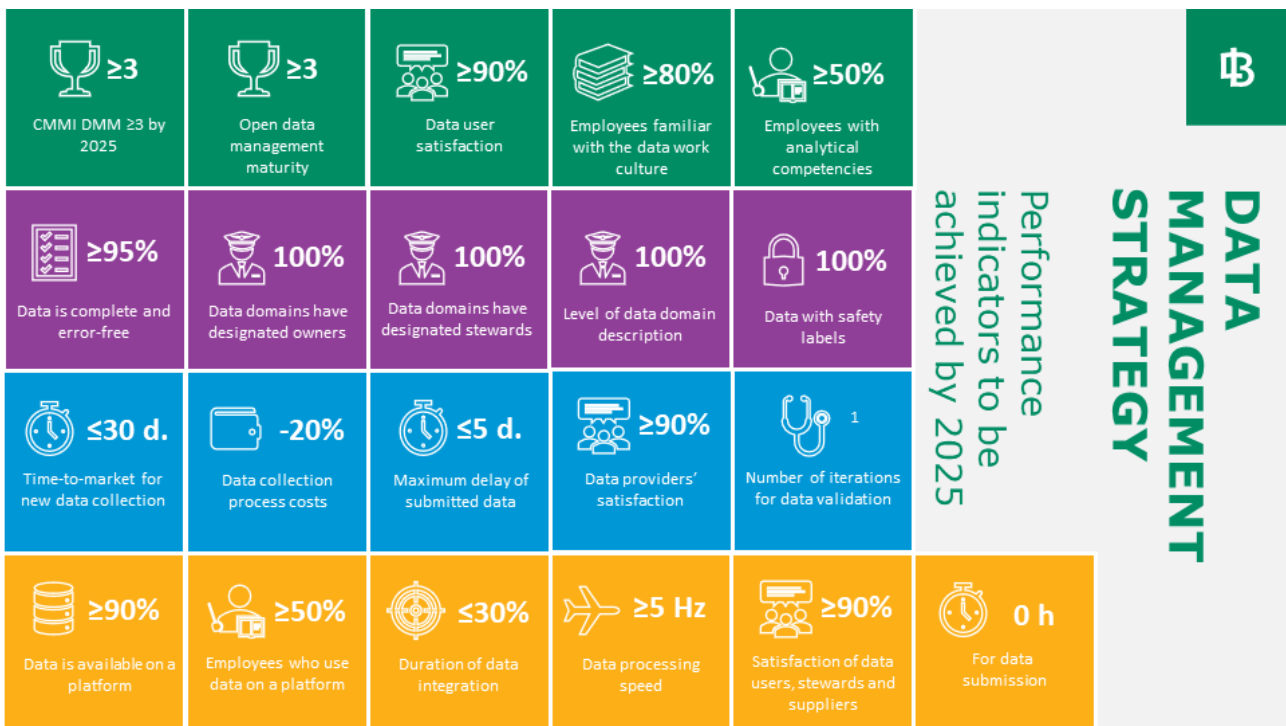 ≥3
CMMI DMM ≥3 by
2025
≥3
Open data
management
maturity
≥90%
Data user
satisfaction
≥80%
Employees familiar
with the data work
culture
≥50%
Employees with
analytical
competencies
≥95%
Data is complete and
error-free
100%
Data domains have
designated owners
100%
Data domains have
designated stewards
100%
Level of data domain
description
100%
Data with safety
labels
≤30 d.
Time-to-market for
new data collection
-20%
Data collection
process costs
≤5 d.
Maximum delay of
submitted data
≥90%
Data providers’
satisfaction
1
Number of iterations
for data validation
≥90%
Data is available on a
platform
≥50%
Employees who use
data on a platform
≤30%
Duration of data
integration
≥5 Hz
Data processing
speed
≥90%
Satisfaction of data
users, stewards and
suppliers
0 h
For data
submission
DATA
MANAGEMENT
STRATEGY
Performance
indicators to be
achieved by 2025